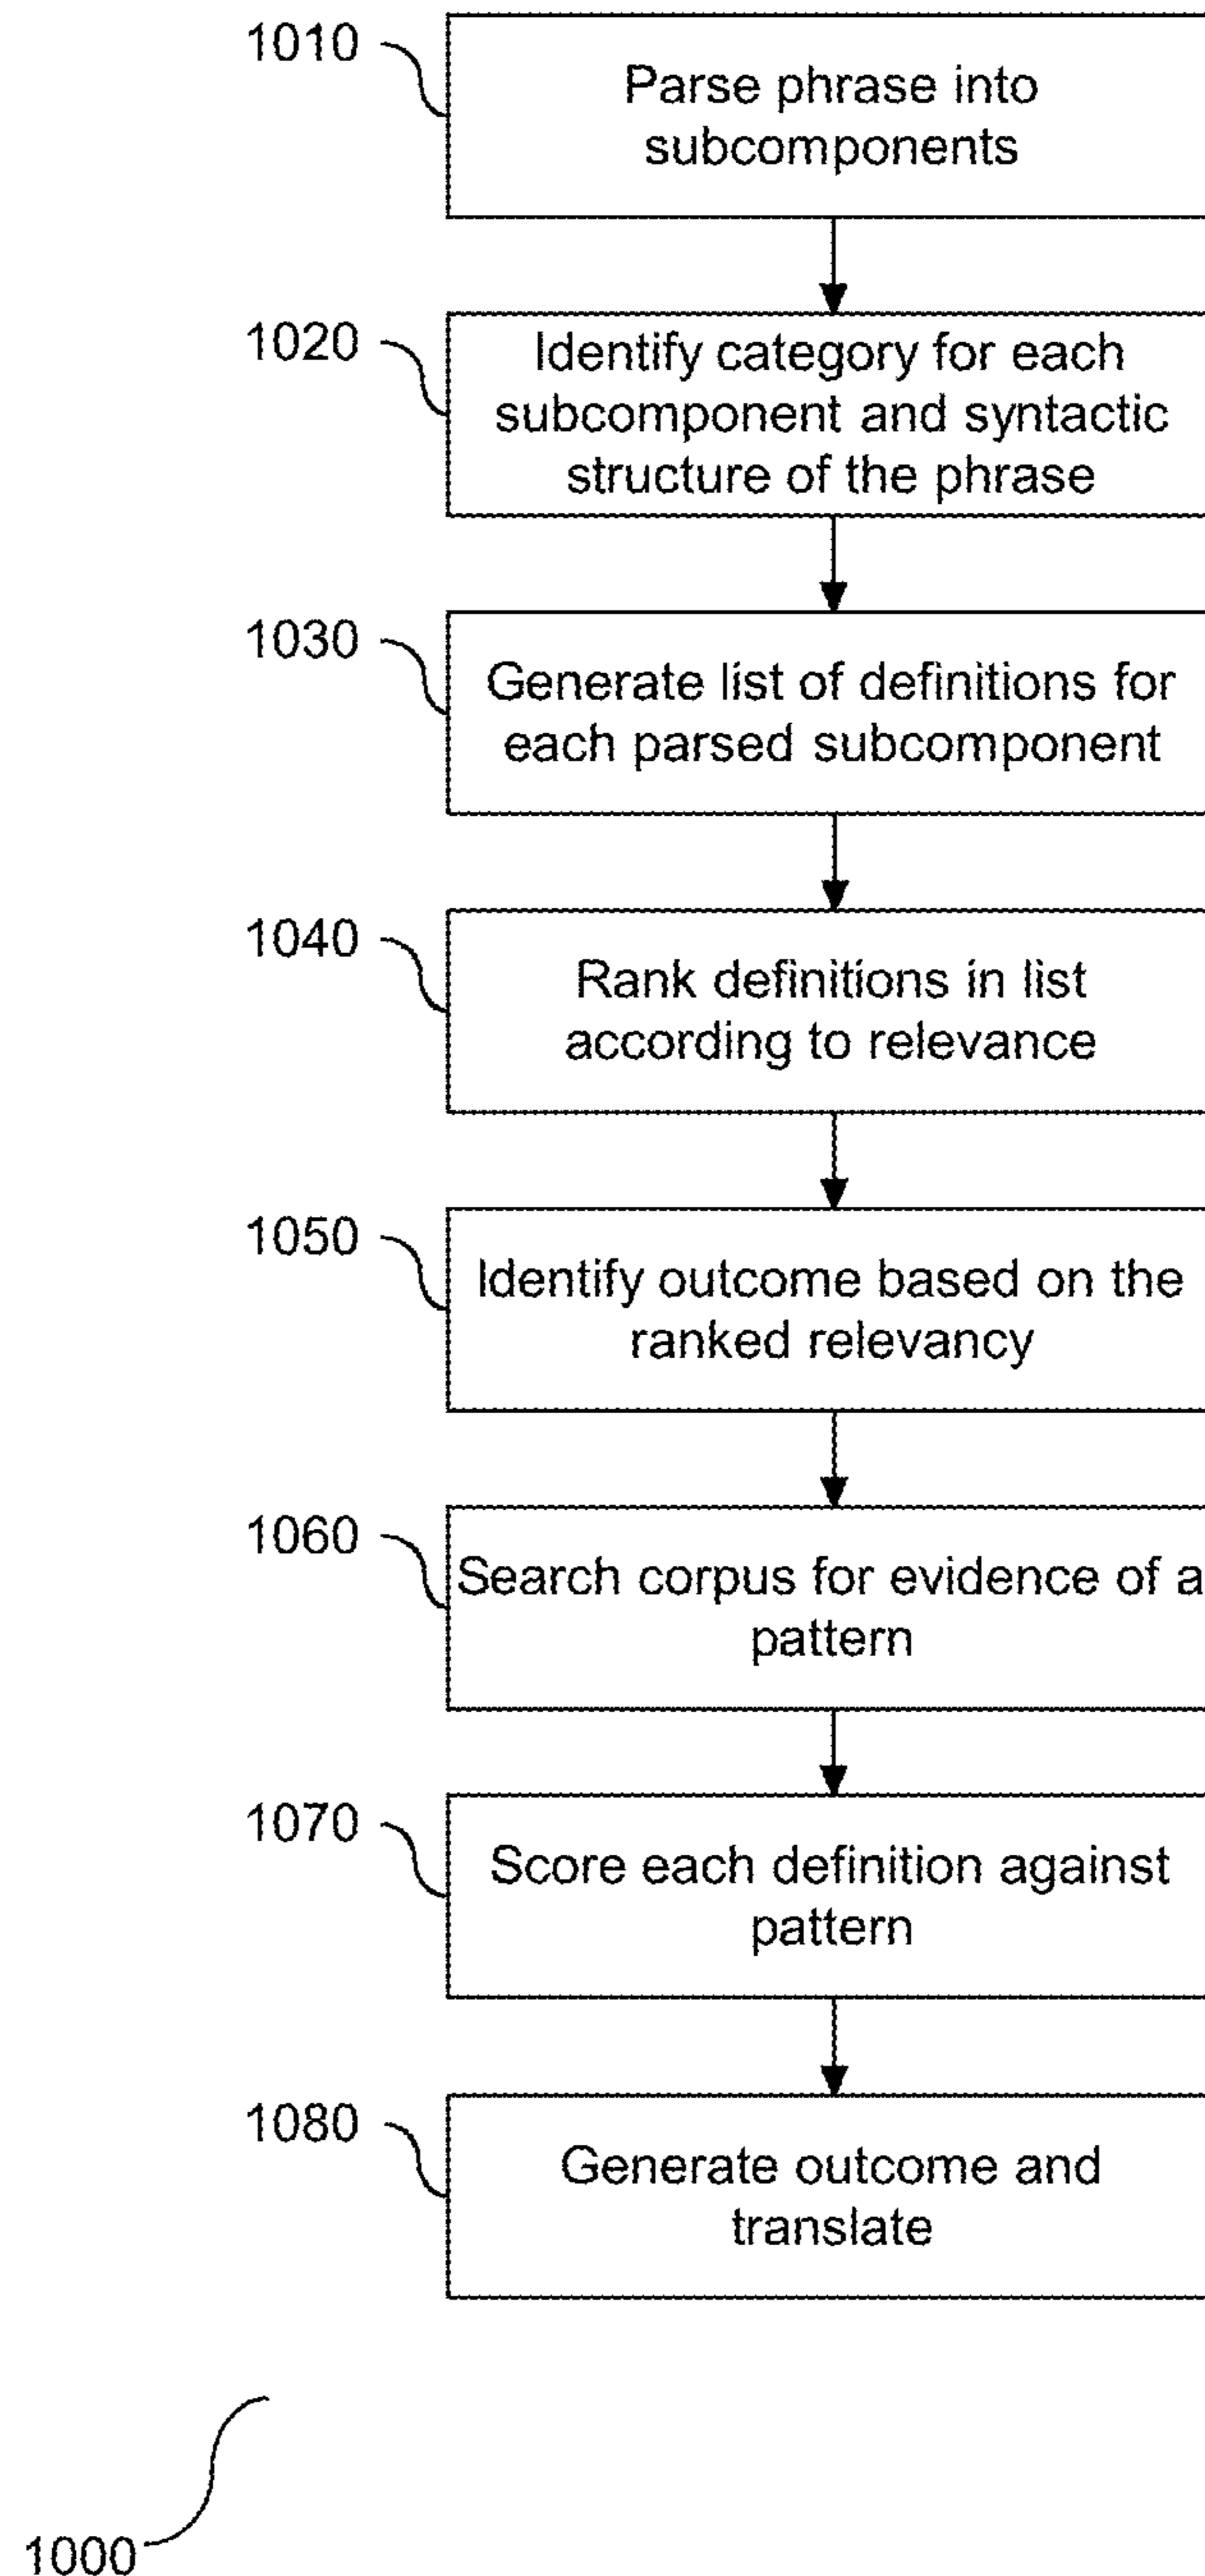 1010
Parse phrase into
subcomponents
1020
Identify category for each
subcomponent and syntactic
structure of the phrase
1030
Generate list of definitions for
each parsed subcomponent
1040
Rank definitions in list
according to relevance
1050
Identify outcome based on the
ranked relevancy
1060
Search corpus for evidence of a
pattern
1070
Score each definition against
pattern
1080
Generate outcome and
translate
1000